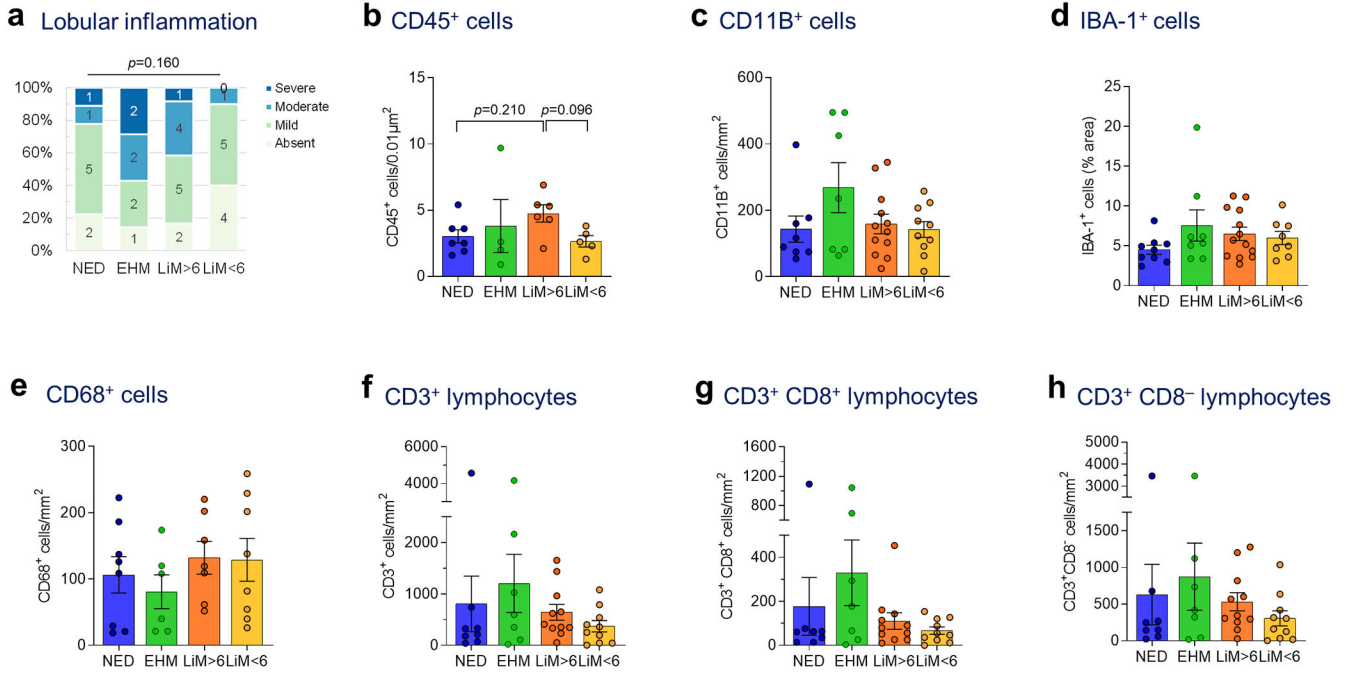 a Lobular inflammation
p=0.160
100%
80%
60%
40%
20%
0%
1
1
5
2
2
2
2
1
1
4
5
2
0
1
5
4
NED EHM LiM>6 LiM<6
Severe
Moderate
Mild
Absent
b CD45⁺ cells
CD45⁺ cells/0.01µm²
15
10
5
0
p=0.210 p=0.096
NED EHM LiM>6 LiM<6
c CD11B⁺ cells
CD11B⁺ cells/mm²
600
400
200
0
NED EHM LiM>6 LiM<6
d IBA-1⁺ cells
IBA-1⁺ cells (% area)
25
20
15
10
5
0
NED EHM LiM>6 LiM<6
e CD68⁺ cells
CD68⁺ cells/mm²
300
200
100
0
NED EHM LiM>6 LiM<6
f CD3⁺ lymphocytes
CD3⁺ cells/mm²
6000
4000
2000
1000
0
NED EHM LiM>6 LiM<6
g CD3⁺ CD8⁺ lymphocytes
CD3⁺ CD8⁺ cells/mm²
1600
1200
800
400
200
0
NED EHM LiM>6 LiM<6
h CD3⁺ CD8⁻ lymphocytes
CD3⁺CD8⁻ cells/mm²
5000
4000
3000
2000
1500
1000
500
0
NED EHM LiM>6 LiM<6